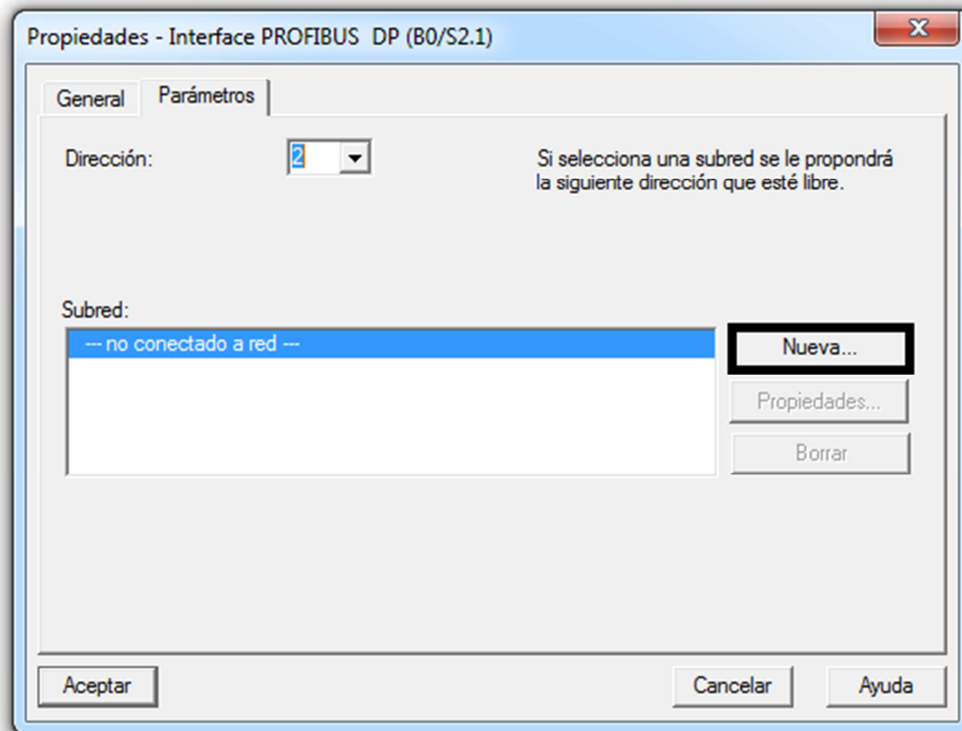 Propiedades - Interface PROFIBUS  DP (B0/S2.1)
General
Parámetros
Dirección:
2
Si selecciona una subred se le propondrá
la siguiente dirección que esté libre.
Subred:
--- no conectado a red ---
Nueva...
Propiedades...
Borrar
Aceptar
Cancelar
Ayuda